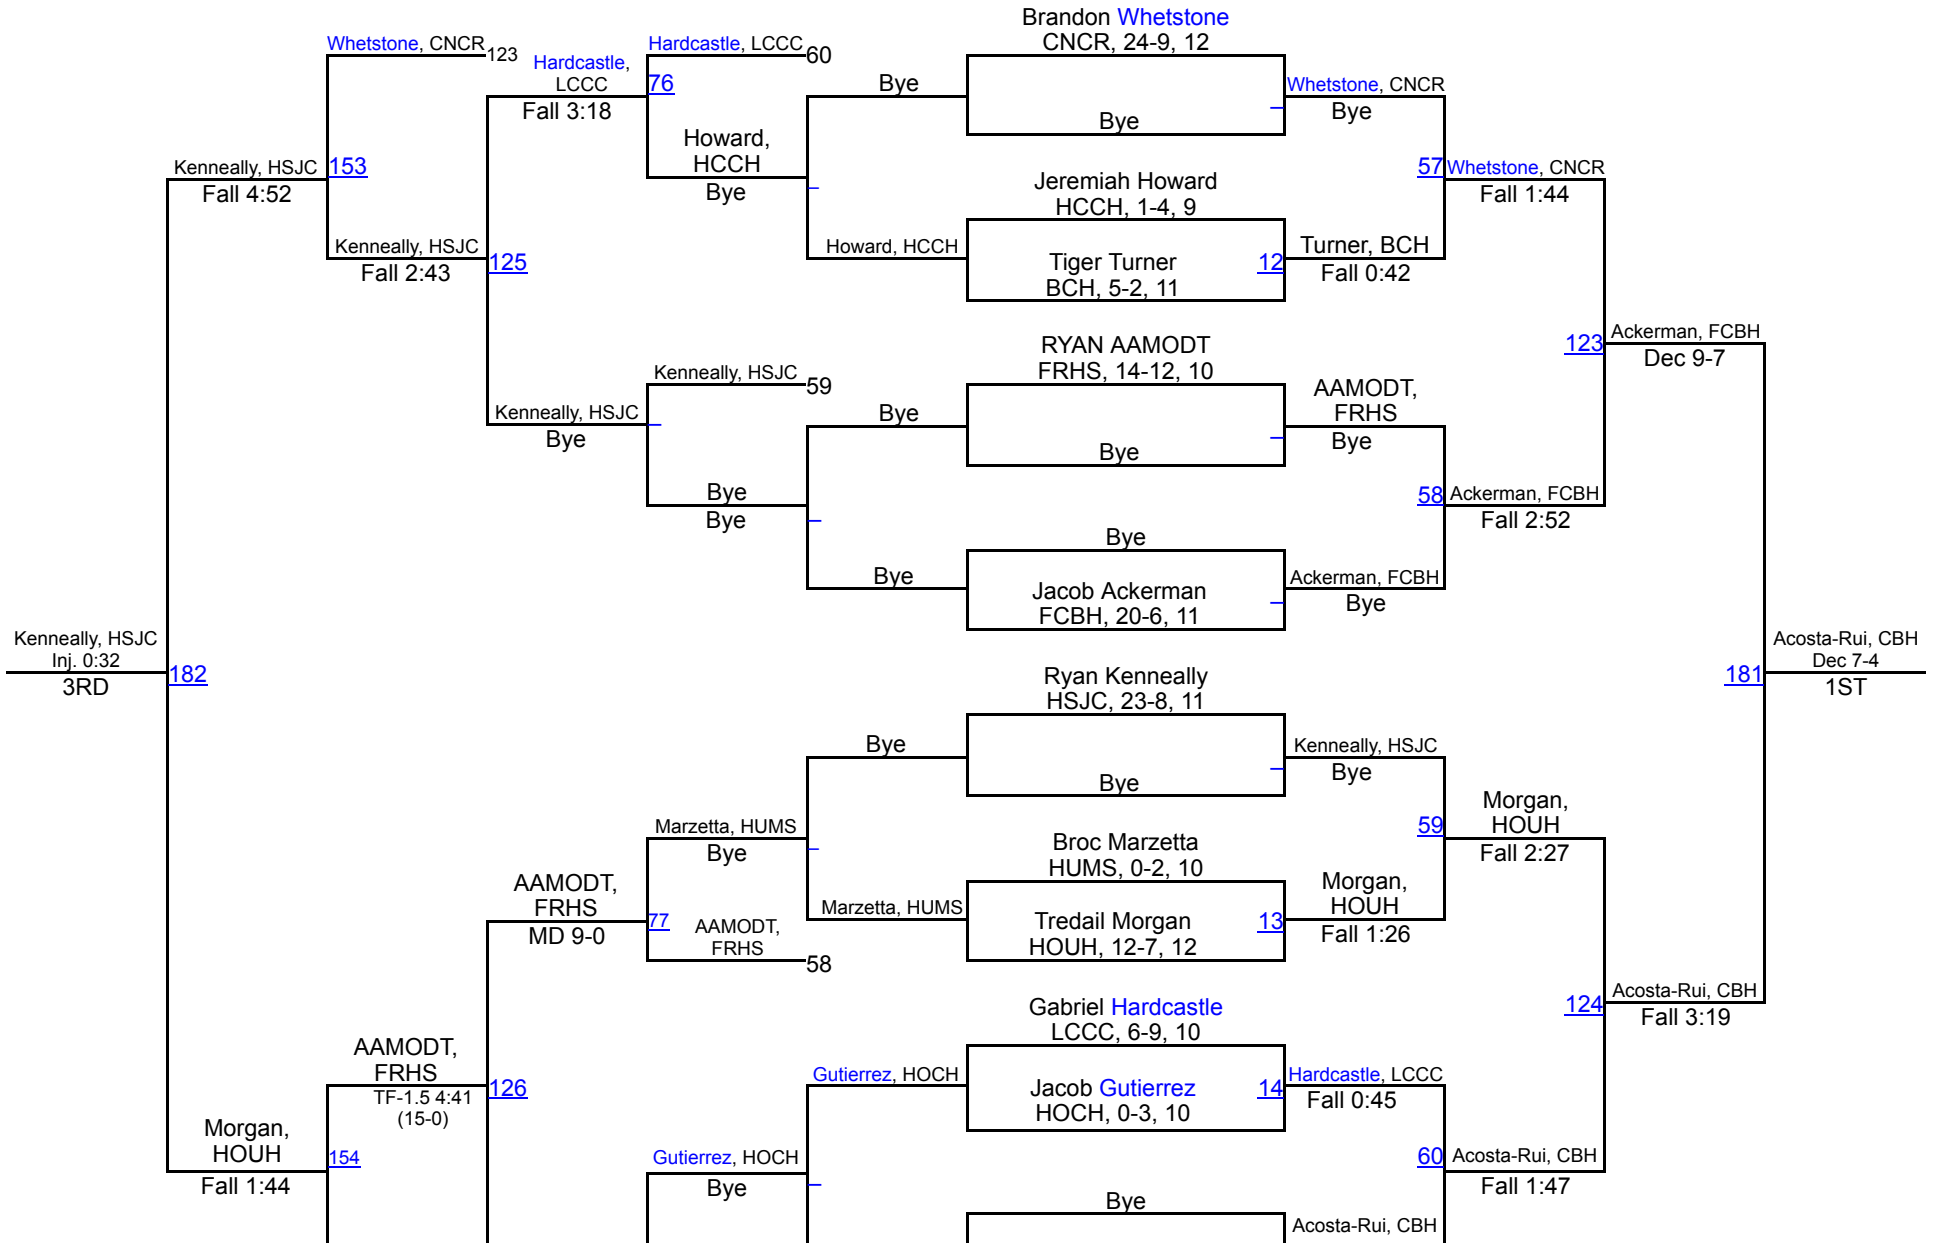 Brandon Whetstone
CNCR, 24-9, 12
Whetstone, CNCR
123
Hardcastle,
LCCC
Fall 3:18
Hardcastle, LCCC
60
76
Bye
Bye
Whetstone, CNCR
Bye
Howard,
HCCH
Bye
Kenneally, HSJC
Fall 4:52
153
57
Whetstone, CNCR
Fall 1:44
Jeremiah Howard
HCCH, 1-4, 9
Kenneally, HSJC
Fall 2:43
125
Howard, HCCH
Tiger Turner
BCH, 5-2, 11
12
Turner, BCH
Fall 0:42
RYAN AAMODT
FRHS, 14-12, 10
123
Ackerman, FCBH
Dec 9-7
Kenneally, HSJC
59
Kenneally, HSJC
Bye
Bye
Bye
AAMODT,
FRHS
Bye
Bye
Bye
58
Ackerman, FCBH
Fall 2:52
Bye
Bye
Jacob Ackerman
FCBH, 20-6, 11
Ackerman, FCBH
Bye
Kenneally, HSJC
Inj. 0:32
3RD
182
Ryan Kenneally
HSJC, 23-8, 11
181
Acosta-Rui, CBH
Dec 7-4
1ST
Bye
Bye
Kenneally, HSJC
Bye
Marzetta, HUMS
Bye
Broc Marzetta
HUMS, 0-2, 10
59
Morgan,
HOUH
Fall 2:27
AAMODT,
FRHS
MD 9-0
77
AAMODT,
FRHS
58
Marzetta, HUMS
Tredail Morgan
HOUH, 12-7, 12
13
Morgan,
HOUH
Fall 1:26
Gabriel Hardcastle
LCCC, 6-9, 10
124
Acosta-Rui, CBH
Fall 3:19
AAMODT,
FRHS
TF-1.5 4:41
(15-0)
126
Gutierrez, HOCH
Jacob Gutierrez
HOCH, 0-3, 10
14
Hardcastle, LCCC
Fall 0:45
Morgan,
HOUH
Fall 1:44
154
Gutierrez, HOCH
Bye
60
Acosta-Rui, CBH
Fall 1:47
Bye
Acosta-Rui, CBH